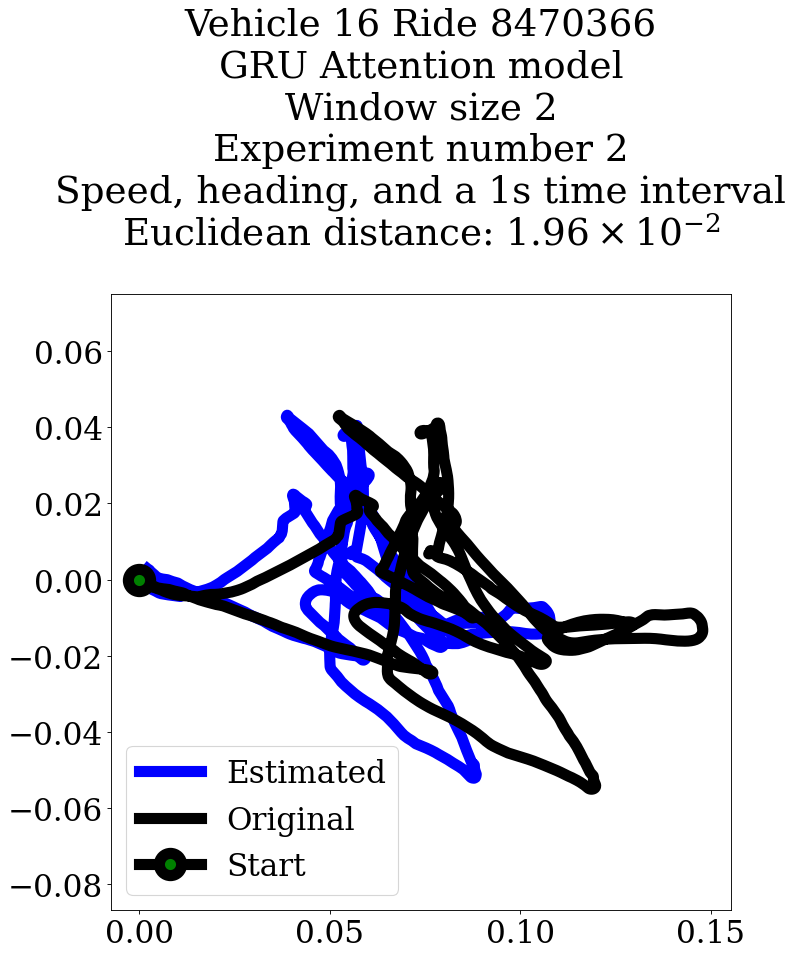 Vehicle 16 Ride 8470366
GRU Attention model
Window size 2
Experiment number 2
Speed, heading, and a 1s time interval
Euclidean distance: 1.96 × 10⁻²
0.06
0.04
0.02
0.00
−0.02
−0.04
−0.06
−0.08
Estimated
Original
Start
0.00 0.05 0.10 0.15